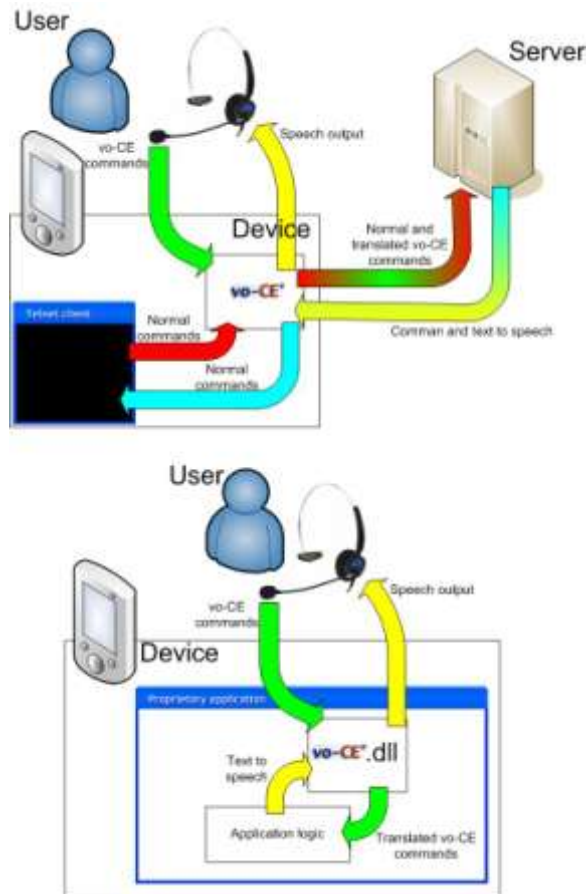 User
Server
vo-CE
commands
Speech output
Device
Normal and
translated vo-CE
commands
vo-CE®
Telnet client
Normal
commands
Comman and text to speech
Normal
commands
User
vo-CE
commands
Speech output
Device
Proprietary application
vo-CE®.dll
Text to
speech
Application logic
Translated vo-CE
commands